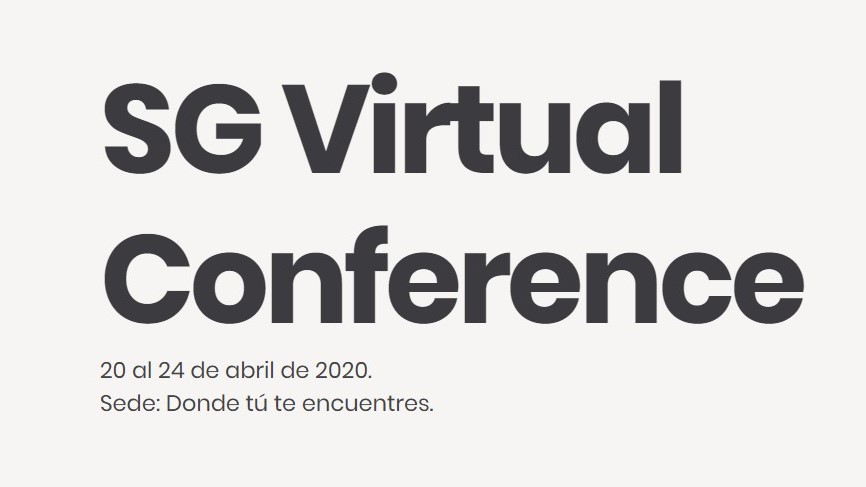 SG Virtual
Conference
20 al 24 de abril de 2020.
Sede: Donde tú te encuentres.